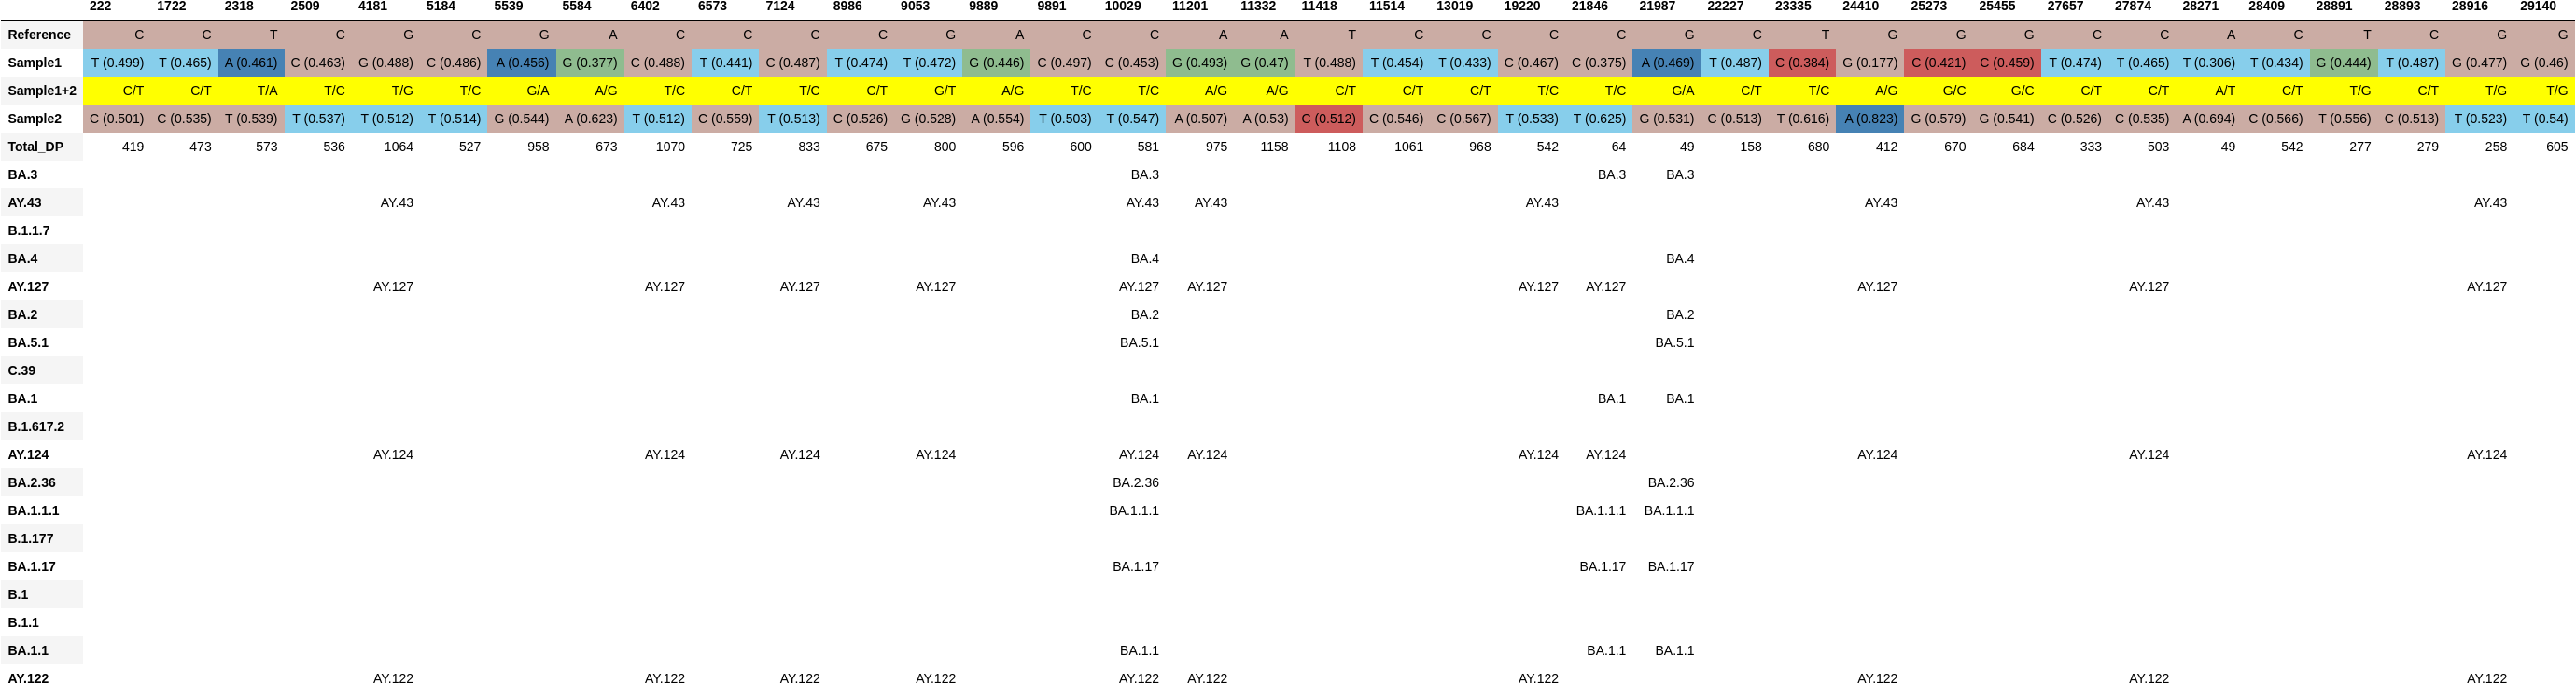 222 1722 2318 2509 4181 5184 5539 5584 6402 6573 7124 8986 9053 9889 9891 10029 11201 11332 11418 11514 13019 19220 21846 21987 22227 23335 24410 25273 25455 27657 27874 28271 28409 28891 28893 28916 29140
Reference C C T C G C G A C C C C G A C C A A T C C C C G C T G G G C C A C T C G G
Sample1 T (0.499) T (0.465) A (0.461) C (0.463) G (0.488) C (0.486) A (0.456) G (0.377) C (0.488) T (0.441) C (0.487) T (0.474) T (0.472) G (0.446) C (0.497) C (0.453) G (0.493) G (0.47) T (0.488) T (0.454) T (0.433) C (0.467) C (0.375) A (0.469) T (0.487) C (0.384) G (0.177) C (0.421) C (0.459) T (0.474) T (0.465) T (0.306) T (0.434) G (0.444) T (0.487) G (0.477) G (0.46)
Sample1+2 C/T C/T T/A T/C T/G T/C G/A A/G T/C C/T T/C C/T G/T A/G T/C T/C A/G A/G C/T C/T C/T T/C T/C G/A C/T T/C A/G G/C G/C C/T C/T A/T C/T T/G C/T T/G T/G
Sample2 C (0.501) C (0.535) T (0.539) T (0.537) T (0.512) T (0.514) G (0.544) A (0.623) T (0.512) C (0.559) T (0.513) C (0.526) G (0.528) A (0.554) T (0.503) T (0.547) A (0.507) A (0.53) C (0.512) C (0.546) C (0.567) T (0.533) T (0.625) G (0.531) C (0.513) T (0.616) A (0.823) G (0.579) G (0.541) C (0.526) C (0.535) A (0.694) C (0.566) T (0.556) C (0.513) T (0.523) T (0.54)
Total_DP 419 473 573 536 1064 527 958 673 1070 725 833 675 800 596 600 581 975 1158 1108 1061 968 542 64 49 158 680 412 670 684 333 503 49 542 277 279 258 605
BA.3 BA.3 BA.3 BA.3
AY.43 AY.43 AY.43 AY.43 AY.43 AY.43 AY.43 AY.43 AY.43 AY.43 AY.43
B.1.1.7
BA.4 BA.4 BA.4
AY.127 AY.127 AY.127 AY.127 AY.127 AY.127 AY.127 AY.127 AY.127 AY.127 AY.127 AY.127
BA.2 BA.2 BA.2
BA.5.1 BA.5.1 BA.5.1
C.39
BA.1 BA.1 BA.1 BA.1
B.1.617.2
AY.124 AY.124 AY.124 AY.124 AY.124 AY.124 AY.124 AY.124 AY.124 AY.124 AY.124 AY.124
BA.2.36 BA.2.36 BA.2.36
BA.1.1.1 BA.1.1.1 BA.1.1.1 BA.1.1.1
B.1.177
BA.1.17 BA.1.17 BA.1.17 BA.1.17
B.1
B.1.1
BA.1.1 BA.1.1 BA.1.1 BA.1.1
AY.122 AY.122 AY.122 AY.122 AY.122 AY.122 AY.122 AY.122 AY.122 AY.122 AY.122